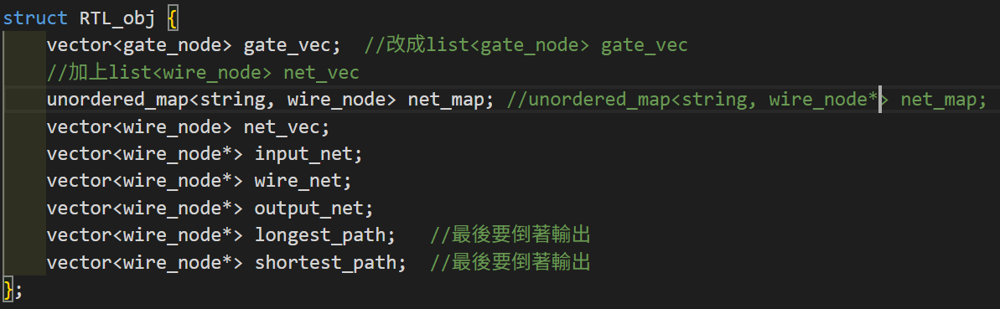 struct RTL_obj {
    vector<gate_node> gate_vec;  //改成list<gate_node> gate_vec
    //加上list<wire_node> net_vec
    unordered_map<string, wire_node> net_map; //unordered_map<string, wire_node*> net_map;
    vector<wire_node> net_vec;
    vector<wire_node*> input_net;
    vector<wire_node*> wire_net;
    vector<wire_node*> output_net;
    vector<wire_node*> longest_path;   //最後要倒著輸出
    vector<wire_node*> shortest_path;  //最後要倒著輸出
};